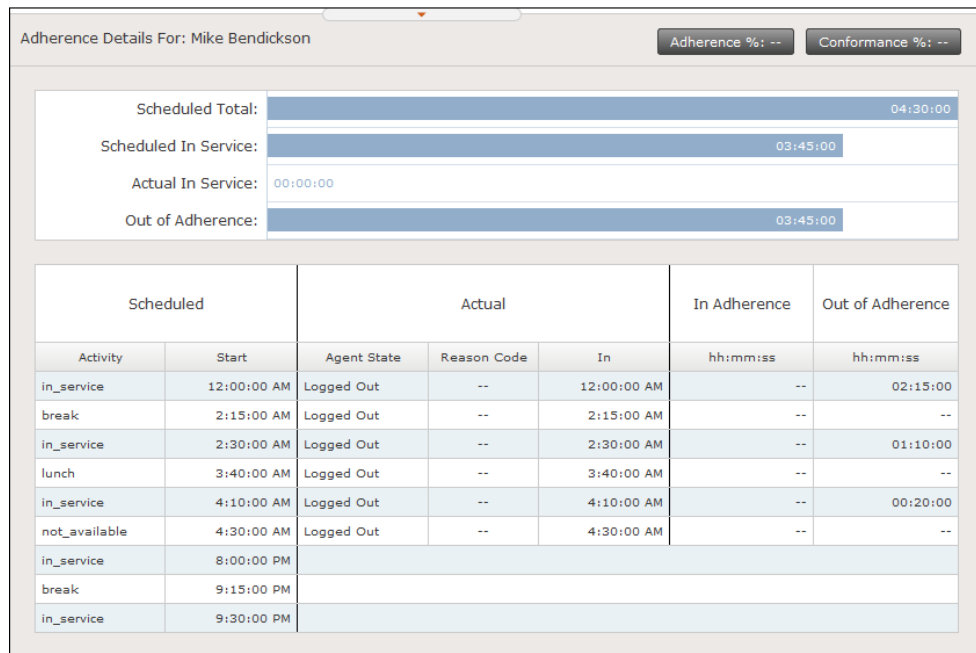 Adherence Details For: Mike Bendickson Adherence %: -- Conformance %: --
Scheduled Total: 04:30:00
Scheduled In Service: 03:45:00
Actual In Service: 00:00:00
Out of Adherence: 03:45:00
Scheduled Actual In Adherence Out of Adherence
Activity Start Agent State Reason Code In hh:mm:ss hh:mm:ss
in_service 12:00:00 AM Logged Out -- 12:00:00 AM -- 02:15:00
break 2:15:00 AM Logged Out -- 2:15:00 AM -- --
in_service 2:30:00 AM Logged Out -- 2:30:00 AM -- 01:10:00
lunch 3:40:00 AM Logged Out -- 3:40:00 AM -- --
in_service 4:10:00 AM Logged Out -- 4:10:00 AM -- 00:20:00
not_available 4:30:00 AM Logged Out -- 4:30:00 AM -- --
in_service 8:00:00 PM
break 9:15:00 PM
in_service 9:30:00 PM